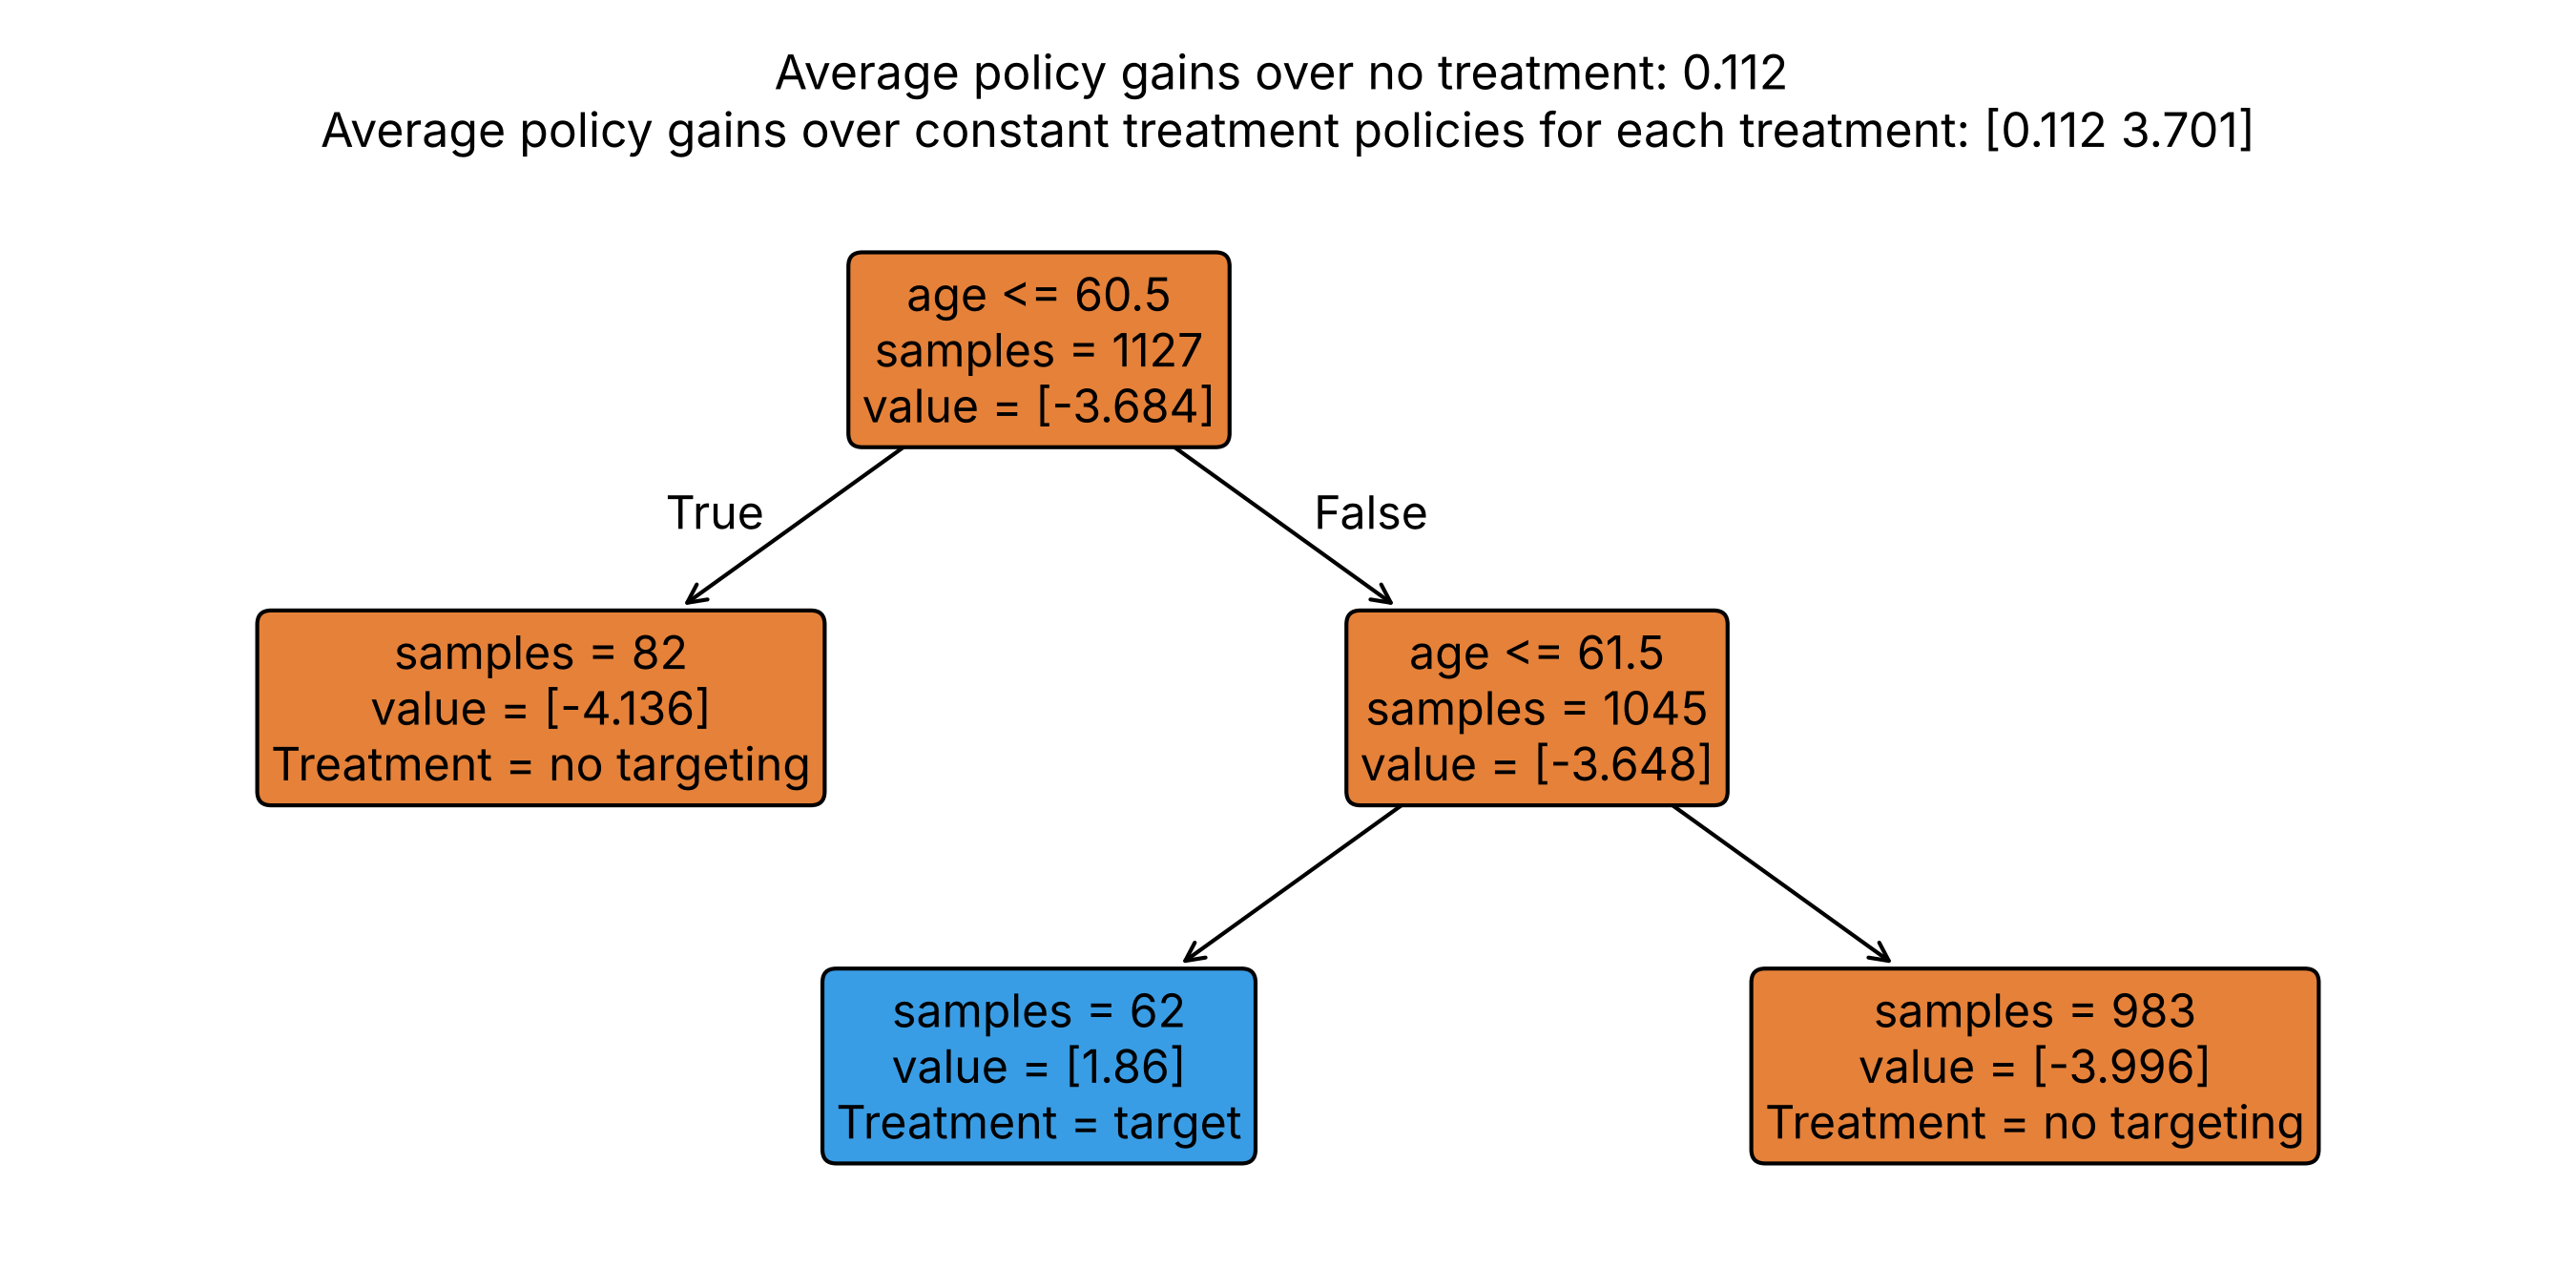 Average policy gains over no treatment: 0.112
Average policy gains over constant treatment policies for each treatment: [0.112 3.701]
age <= 60.5
samples = 1127
value = [-3.684]
True
False
samples = 82
value = [-4.136]
Treatment = no targeting
age <= 61.5
samples = 1045
value = [-3.648]
samples = 62
value = [1.86]
Treatment = target
samples = 983
value = [-3.996]
Treatment = no targeting